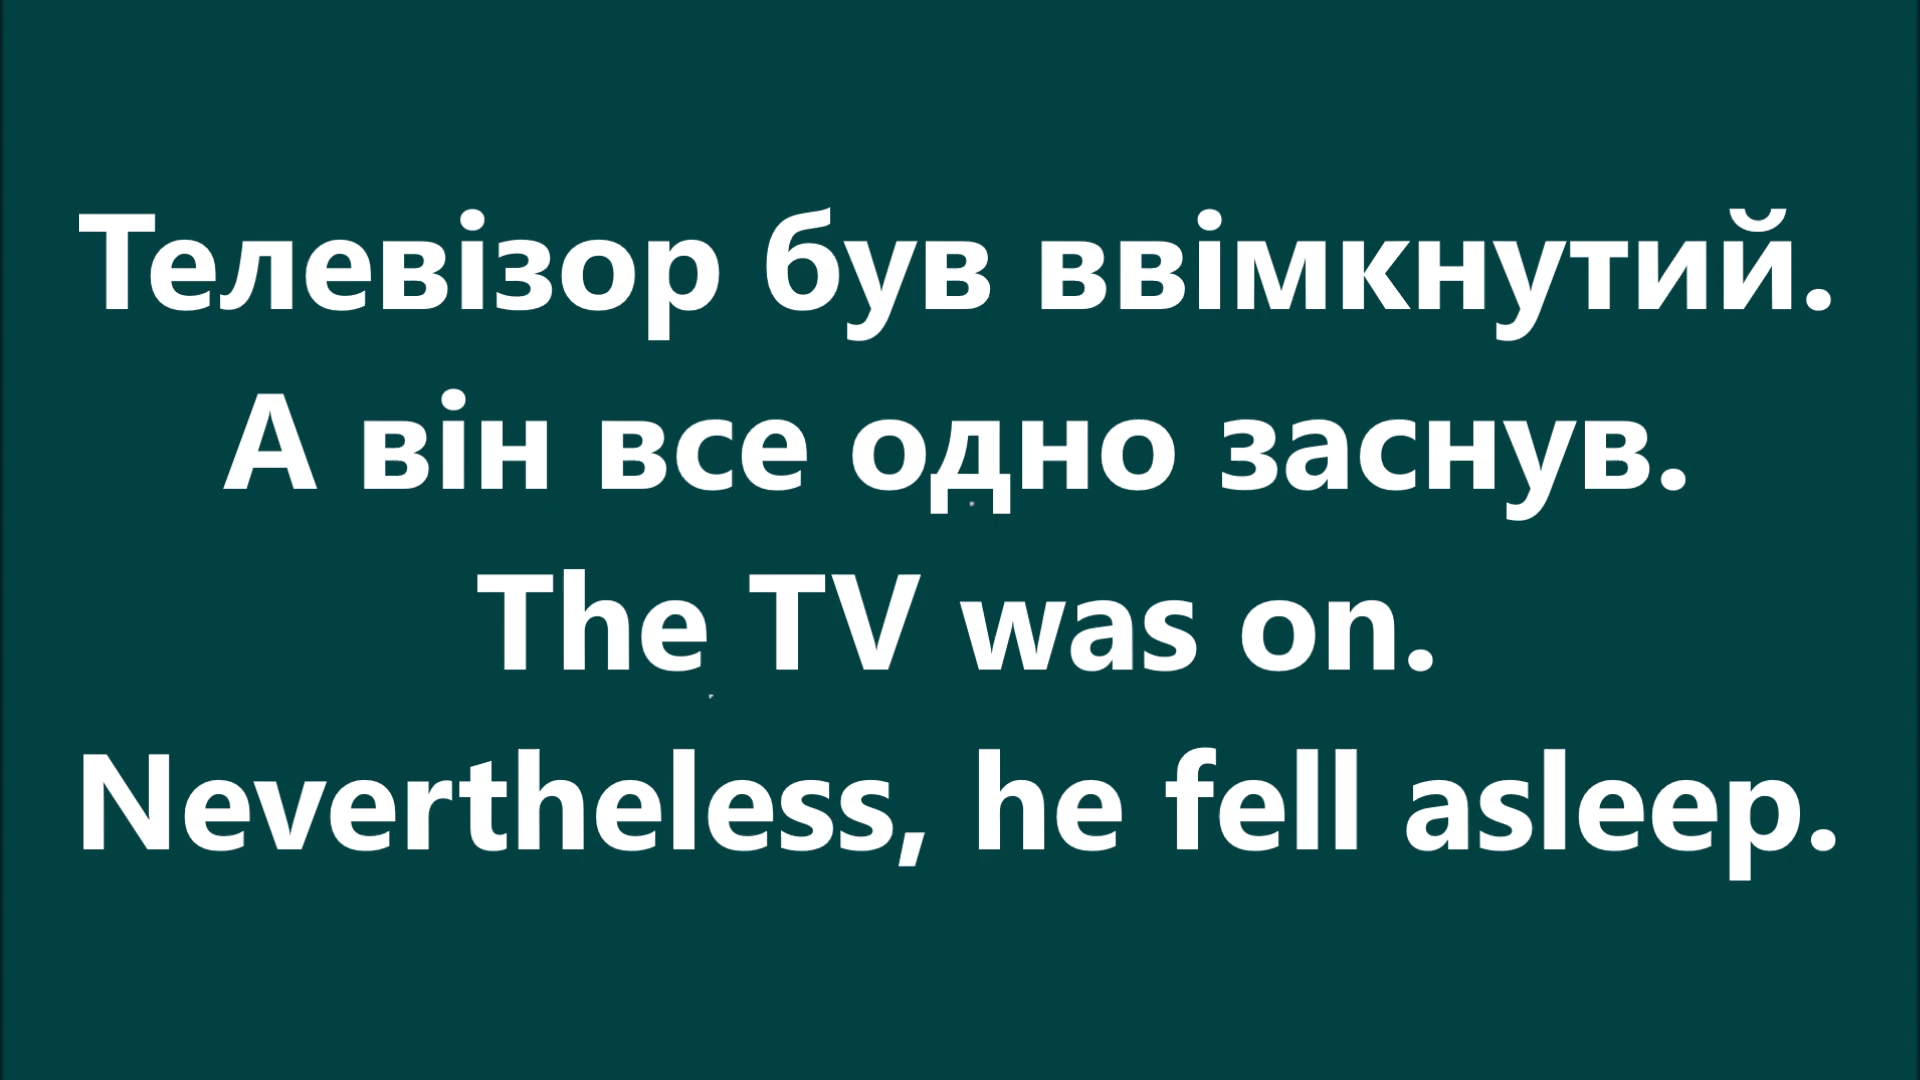 Телевізор був ввімкнутий.
А він все одно заснув.
The TV was on.
Nevertheless, he fell asleep.